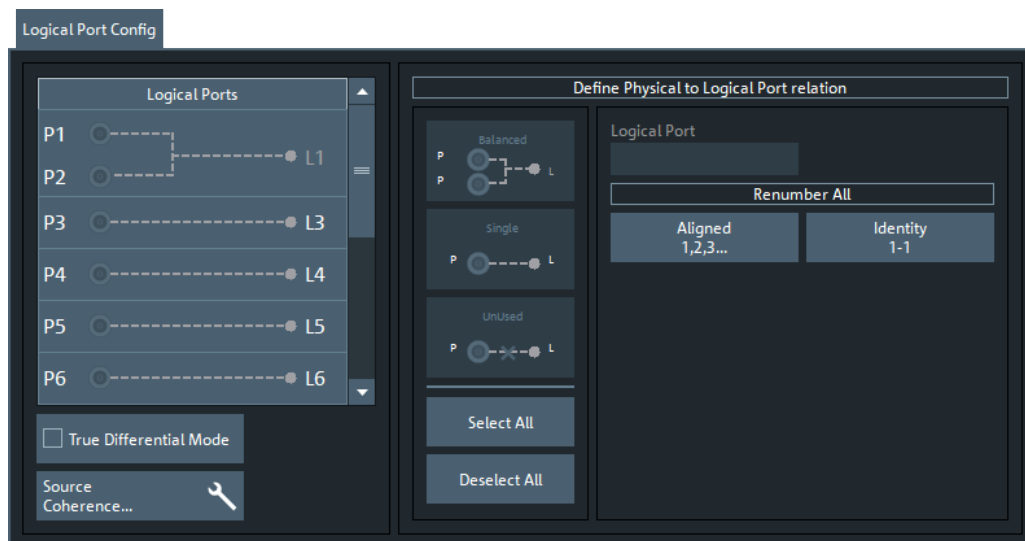 Logical Port Config
Logical Ports
P1
L1
P2
P3 L3
P4 L4
P5 L5
P6 L6
True Differential Mode
Source
Coherence...
Define Physical to Logical Port relation
Balanced
P
L
P
Single
P L
UnUsed
P L
Select All
Deselect All
Logical Port
Renumber All
Aligned
1,2,3...
Identity
1-1